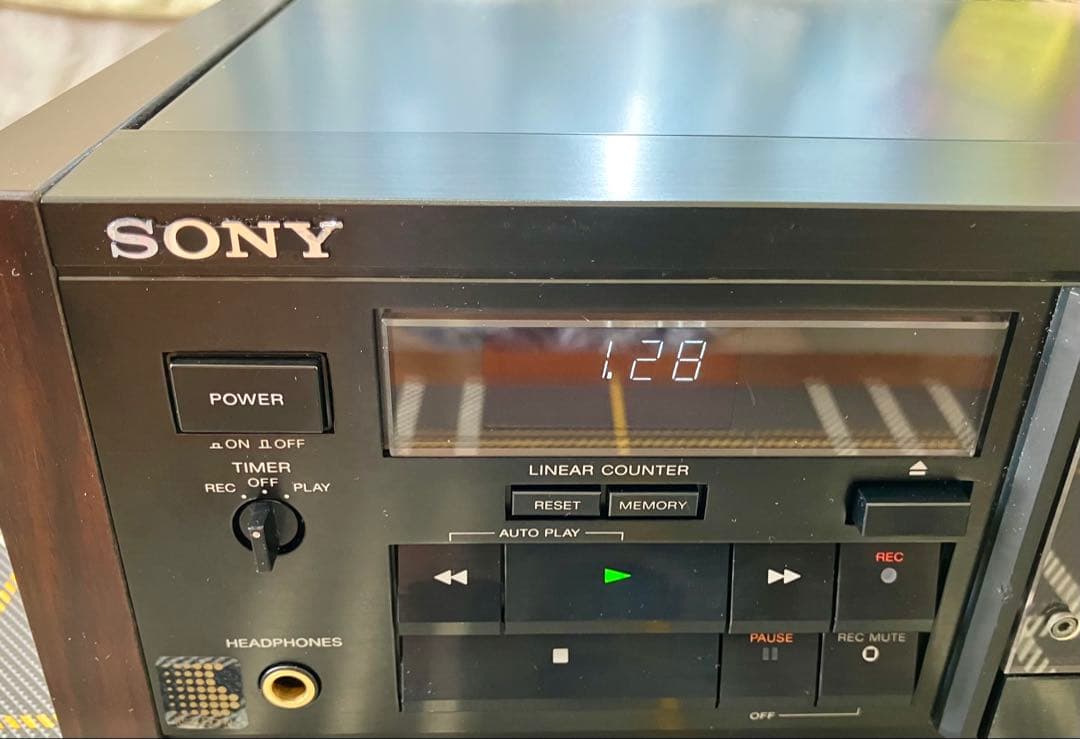 SONY
1.28
POWER
ON OFF
TIMER
REC OFF PLAY
LINEAR COUNTER
RESET MEMORY
AUTO PLAY
REC
HEADPHONES
PAUSE REC MUTE
OFF